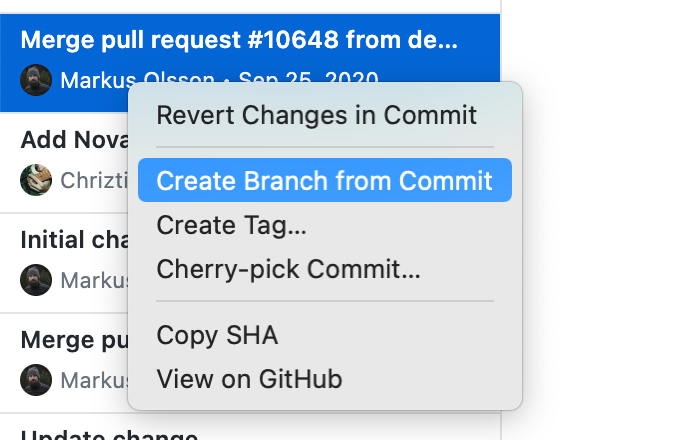 Merge pull request #10648 from de...
Markus Olsson • Sep 25, 2020
Add Nova
Chrizti
Initial cha
Markus
Merge pu
Markus
Update change
Revert Changes in Commit
Create Branch from Commit
Create Tag...
Cherry-pick Commit...
Copy SHA
View on GitHub